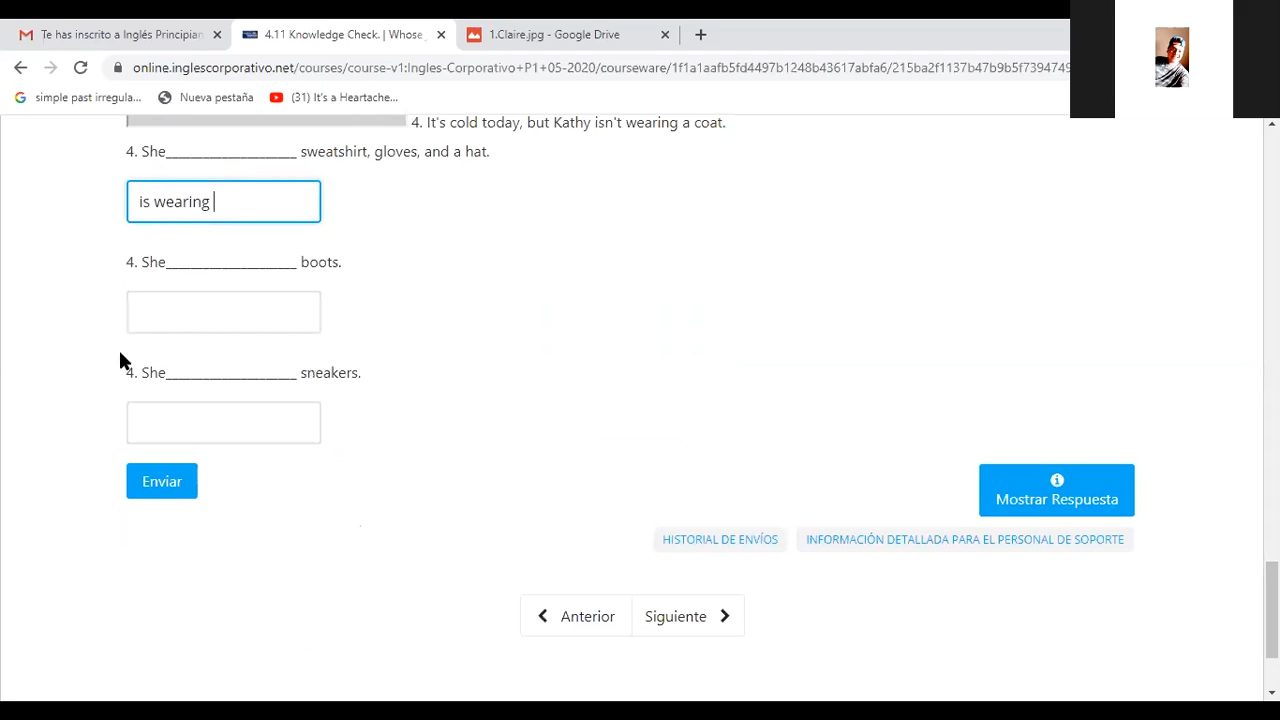 Te has inscrito a Inglés Principian
4.11 Knowledge Check. | Whose
1.Claire.jpg - Google Drive
online.inglescorporativo.net/courses/course-v1:Ingles-Corporativo+P1+05-2020/courseware/1f1a1aafb5fd4497b1248b43617abfa6/215ba2f1137b47b9b5f7394749
simple past irregula...
Nueva pestaña
(31) It's a Heartache...
4. It's cold today, but Kathy isn't wearing a coat.
4. She____________________ sweatshirt, gloves, and a hat.
is wearing
4. She____________________ boots.
4. She____________________ sneakers.
Enviar
Mostrar Respuesta
HISTORIAL DE ENVÍOS
INFORMACIÓN DETALLADA PARA EL PERSONAL DE SOPORTE
Anterior
Siguiente